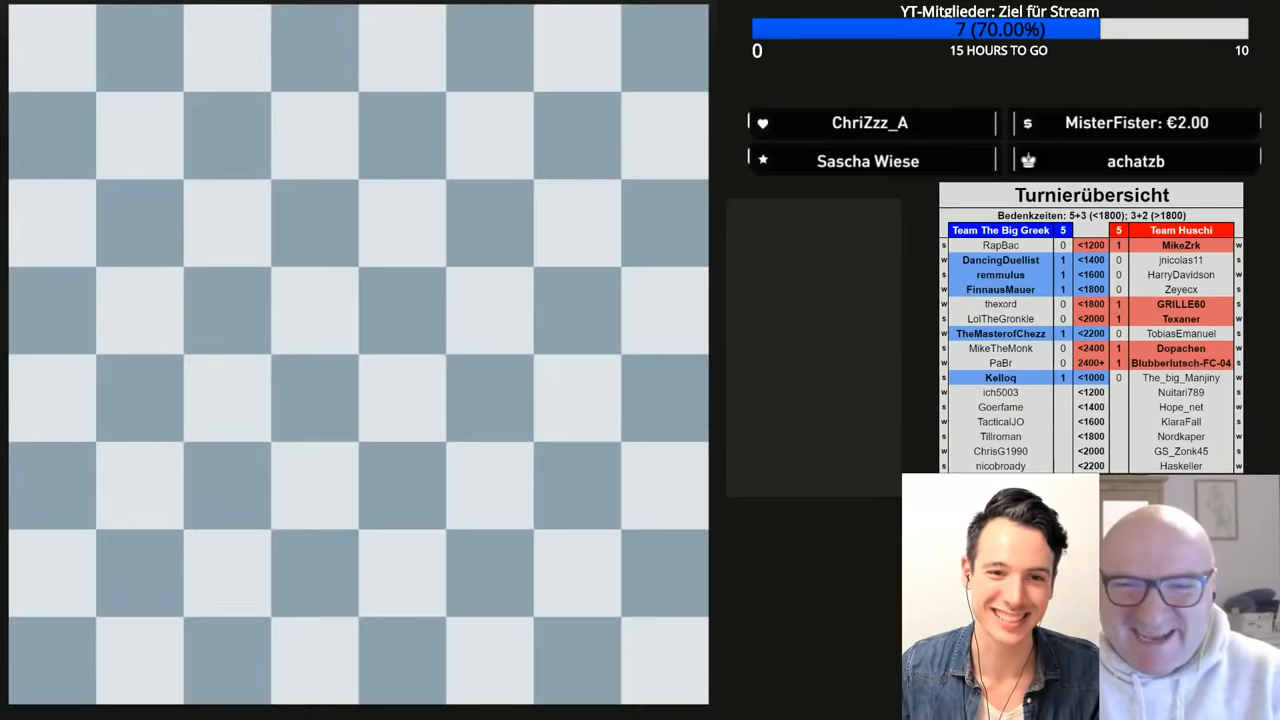 YT-Mitglieder: Ziel für Stream
7 (70.00%)
0 15 HOURS TO GO 10
ChriZzz_A $ MisterFister: €2.00
Sascha Wiese achatzb
Turnierübersicht
Bedenkzeiten: 5+3 (<1800); 3+2 (>1800)
Team The Big Greek 5 5 Team Huschi
s RapBac 0 <1200 1 MikeZrk w
w DancingDuellist 1 <1400 0 jnicolas11 s
s remmulus 1 <1600 0 HarryDavidson w
w FinnausMauer 1 <1800 0 Zeyecx s
w thexord 0 <1800 1 GRILLE60 s
s LolTheGronkle 0 <2000 1 Texaner w
w TheMasterofChezz 1 <2200 0 TobiasEmanuel s
s MikeTheMonk 0 <2400 1 Dopachen w
w PaBr 0 2400+ 1 Blubberlutsch-FC-04 s
s Kelloq 1 <1000 0 The_big_Manjiny w
w ich5003 <1200 Nuitari789 s
s Goerfame <1400 Hope_net w
w TacticalJO <1600 KlaraFall s
s Tillroman <1800 Nordkaper w
w ChrisG1990 <2000 GS_Zonk45 s
s nicobroady <2200 Haskeller w